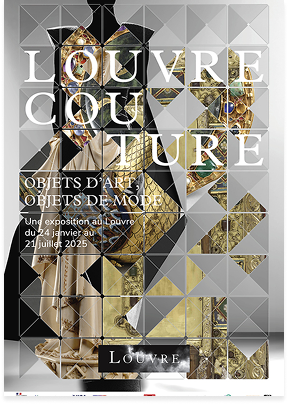 LOUVRE
COU
TURE
OBJETS D'ART,
OBJETS DE MODE
Une exposition au Louvre
du 24 janvier au
21 juillet 2025
LOUVRE